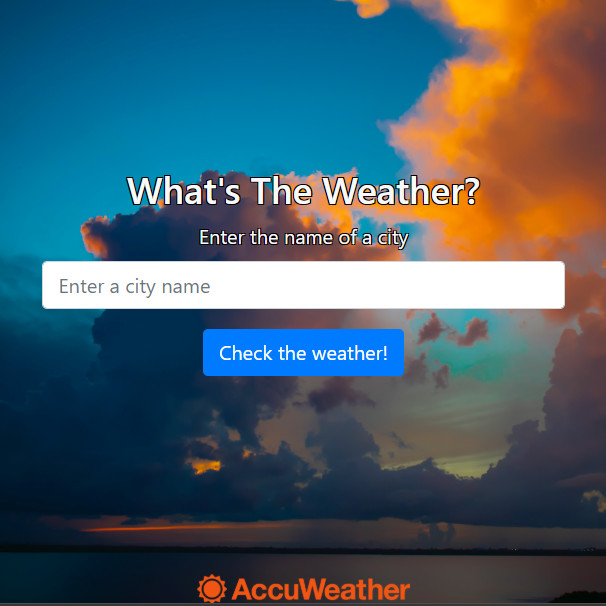 What's The Weather?
Enter the name of a city
Enter a city name
Check the weather!
AccuWeather